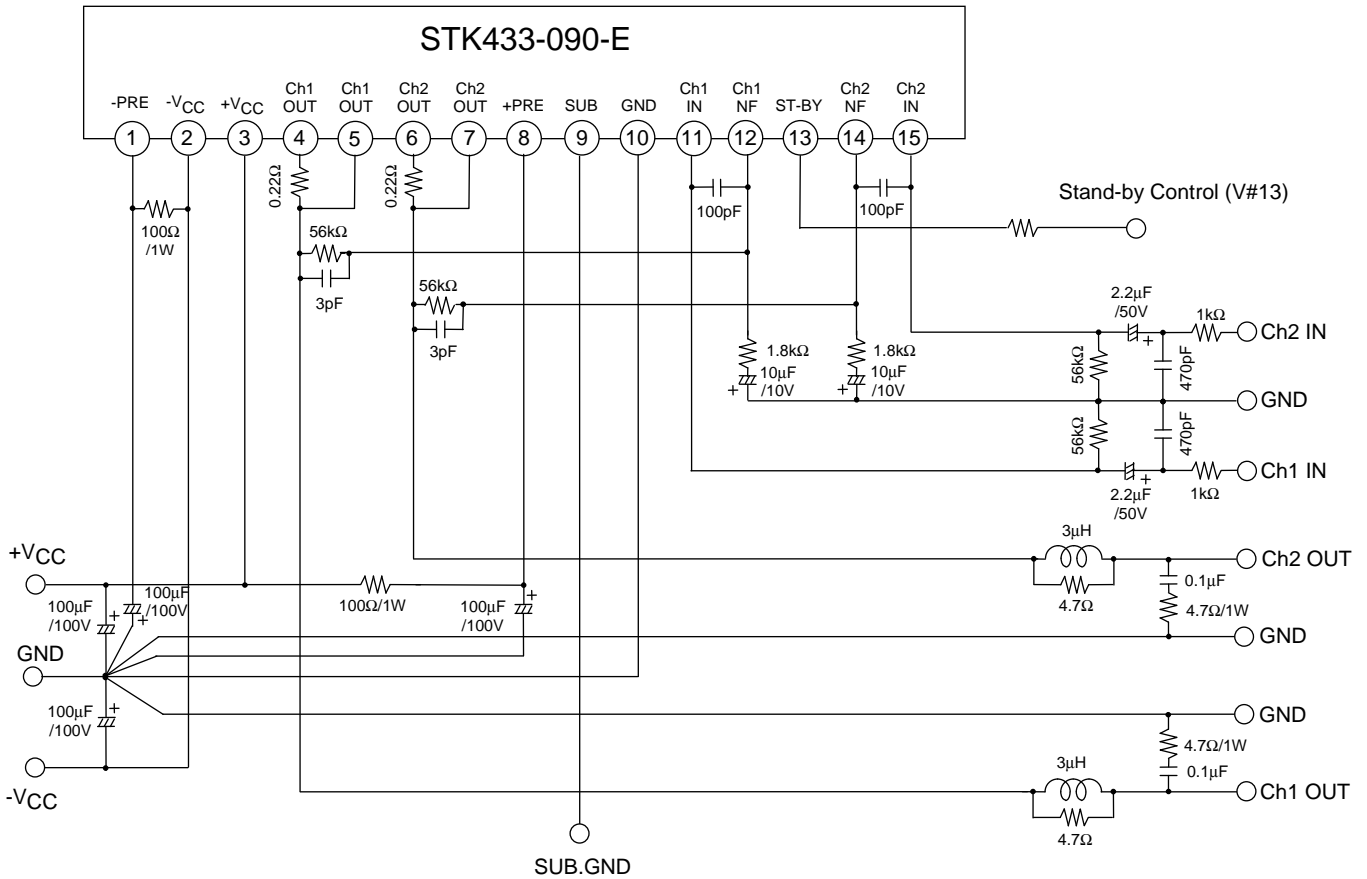 STK433-090-E
-PRE
-VCC
+VCC
Ch1
OUT
Ch1
OUT
Ch2
OUT
Ch2
OUT
+PRE
SUB
GND
Ch1
IN
Ch1
NF
ST-BY
Ch2
NF
Ch2
IN
1
2
3
4
5
6
7
8
9
10
11
12
13
14
15
0.22Ω
0.22Ω
100pF
100pF
Stand-by Control (V#13)
100Ω
/1W
56kΩ
3pF
56kΩ
3pF
2.2µF
/50V
+
1kΩ
Ch2 IN
1.8kΩ
10µF
/10V
+
1.8kΩ
10µF
/10V
+
56kΩ
470pF
GND
56kΩ
470pF
Ch1 IN
2.2µF
/50V
+
1kΩ
3µH
4.7Ω
Ch2 OUT
0.1µF
4.7Ω/1W
GND
+VCC
100µF
/100V
+
100µF
/100V
+
100Ω/1W
100µF
/100V
+
GND
100µF
/100V
+
-VCC
GND
4.7Ω/1W
0.1µF
3µH
4.7Ω
Ch1 OUT
SUB.GND